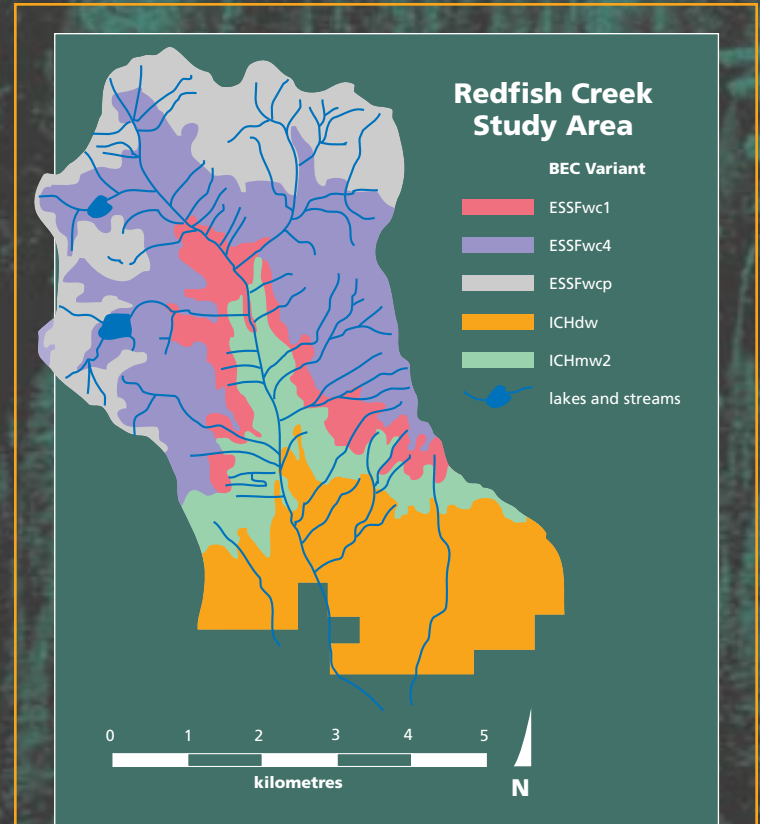 Redfish Creek
Study Area
BEC Variant
ESSFwc1
ESSFwc4
ESSFwcp
ICHdw
ICHmw2
lakes and streams
0 1 2 3 4 5
kilometres
N